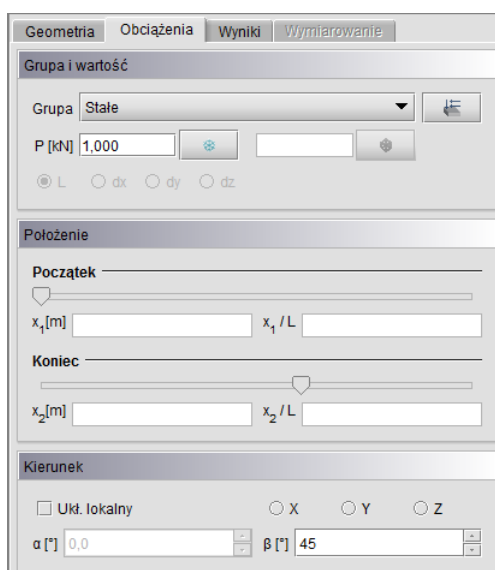 Geometria Obciążenia Wyniki Wymiarowanie
Grupa i wartość
Grupa Stałe
P [kN] 1,000
L dx dy dz
Położenie
Początek
x1[m] x1 / L
Koniec
x2[m] x2 / L
Kierunek
Ukł. lokalny X Y Z
α [°] 0,0 β [°] 45